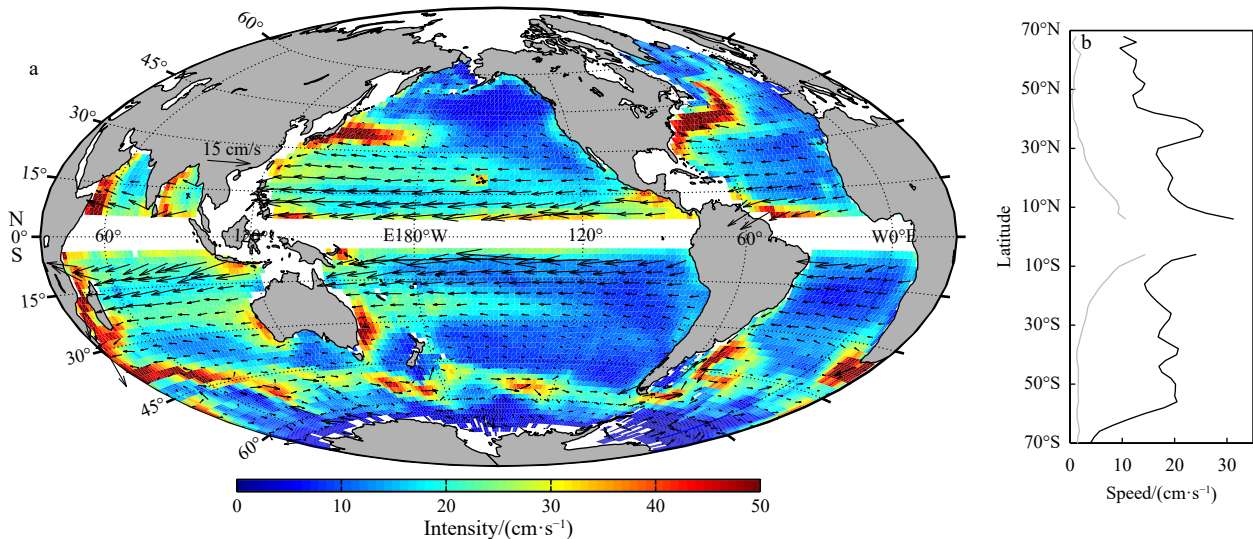 a
60°
45°
30°
15°
N
0°
S
15°
30°
45°
60°
15 cm/s
60°
120°
E180°W
120°
60°
W0°E
0 10 20 30 40 50
Intensity/(cm·s⁻¹)
b
70°N
50°N
30°N
10°N
10°S
30°S
50°S
70°S
Latitude
0 10 20 30
Speed/(cm·s⁻¹)